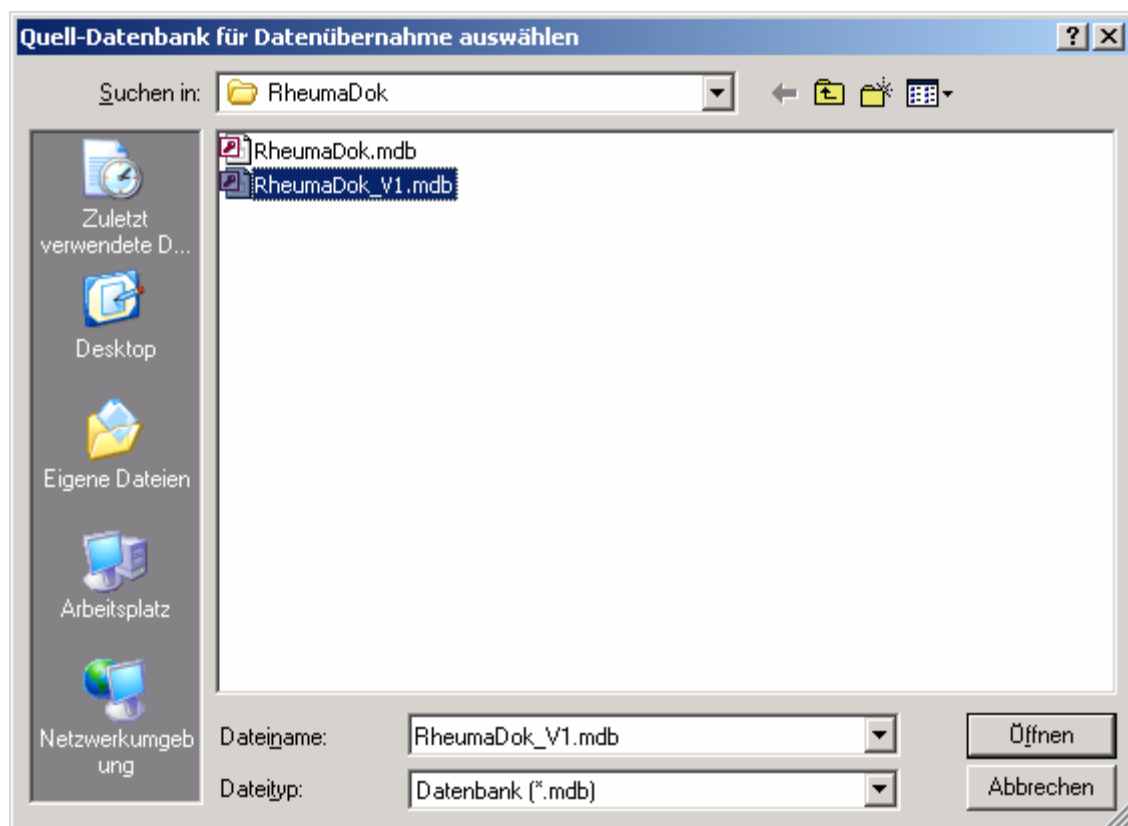 Quell-Datenbank für Datenübernahme auswählen
Suchen in:
RheumaDok
RheumaDok.mdb
RheumaDok_V1.mdb
Zuletzt
verwendete D...
Desktop
Eigene Dateien
Arbeitsplatz
Netzwerkumgeb
ung
Dateiname:
RheumaDok_V1.mdb
Öffnen
Dateityp:
Datenbank (*.mdb)
Abbrechen